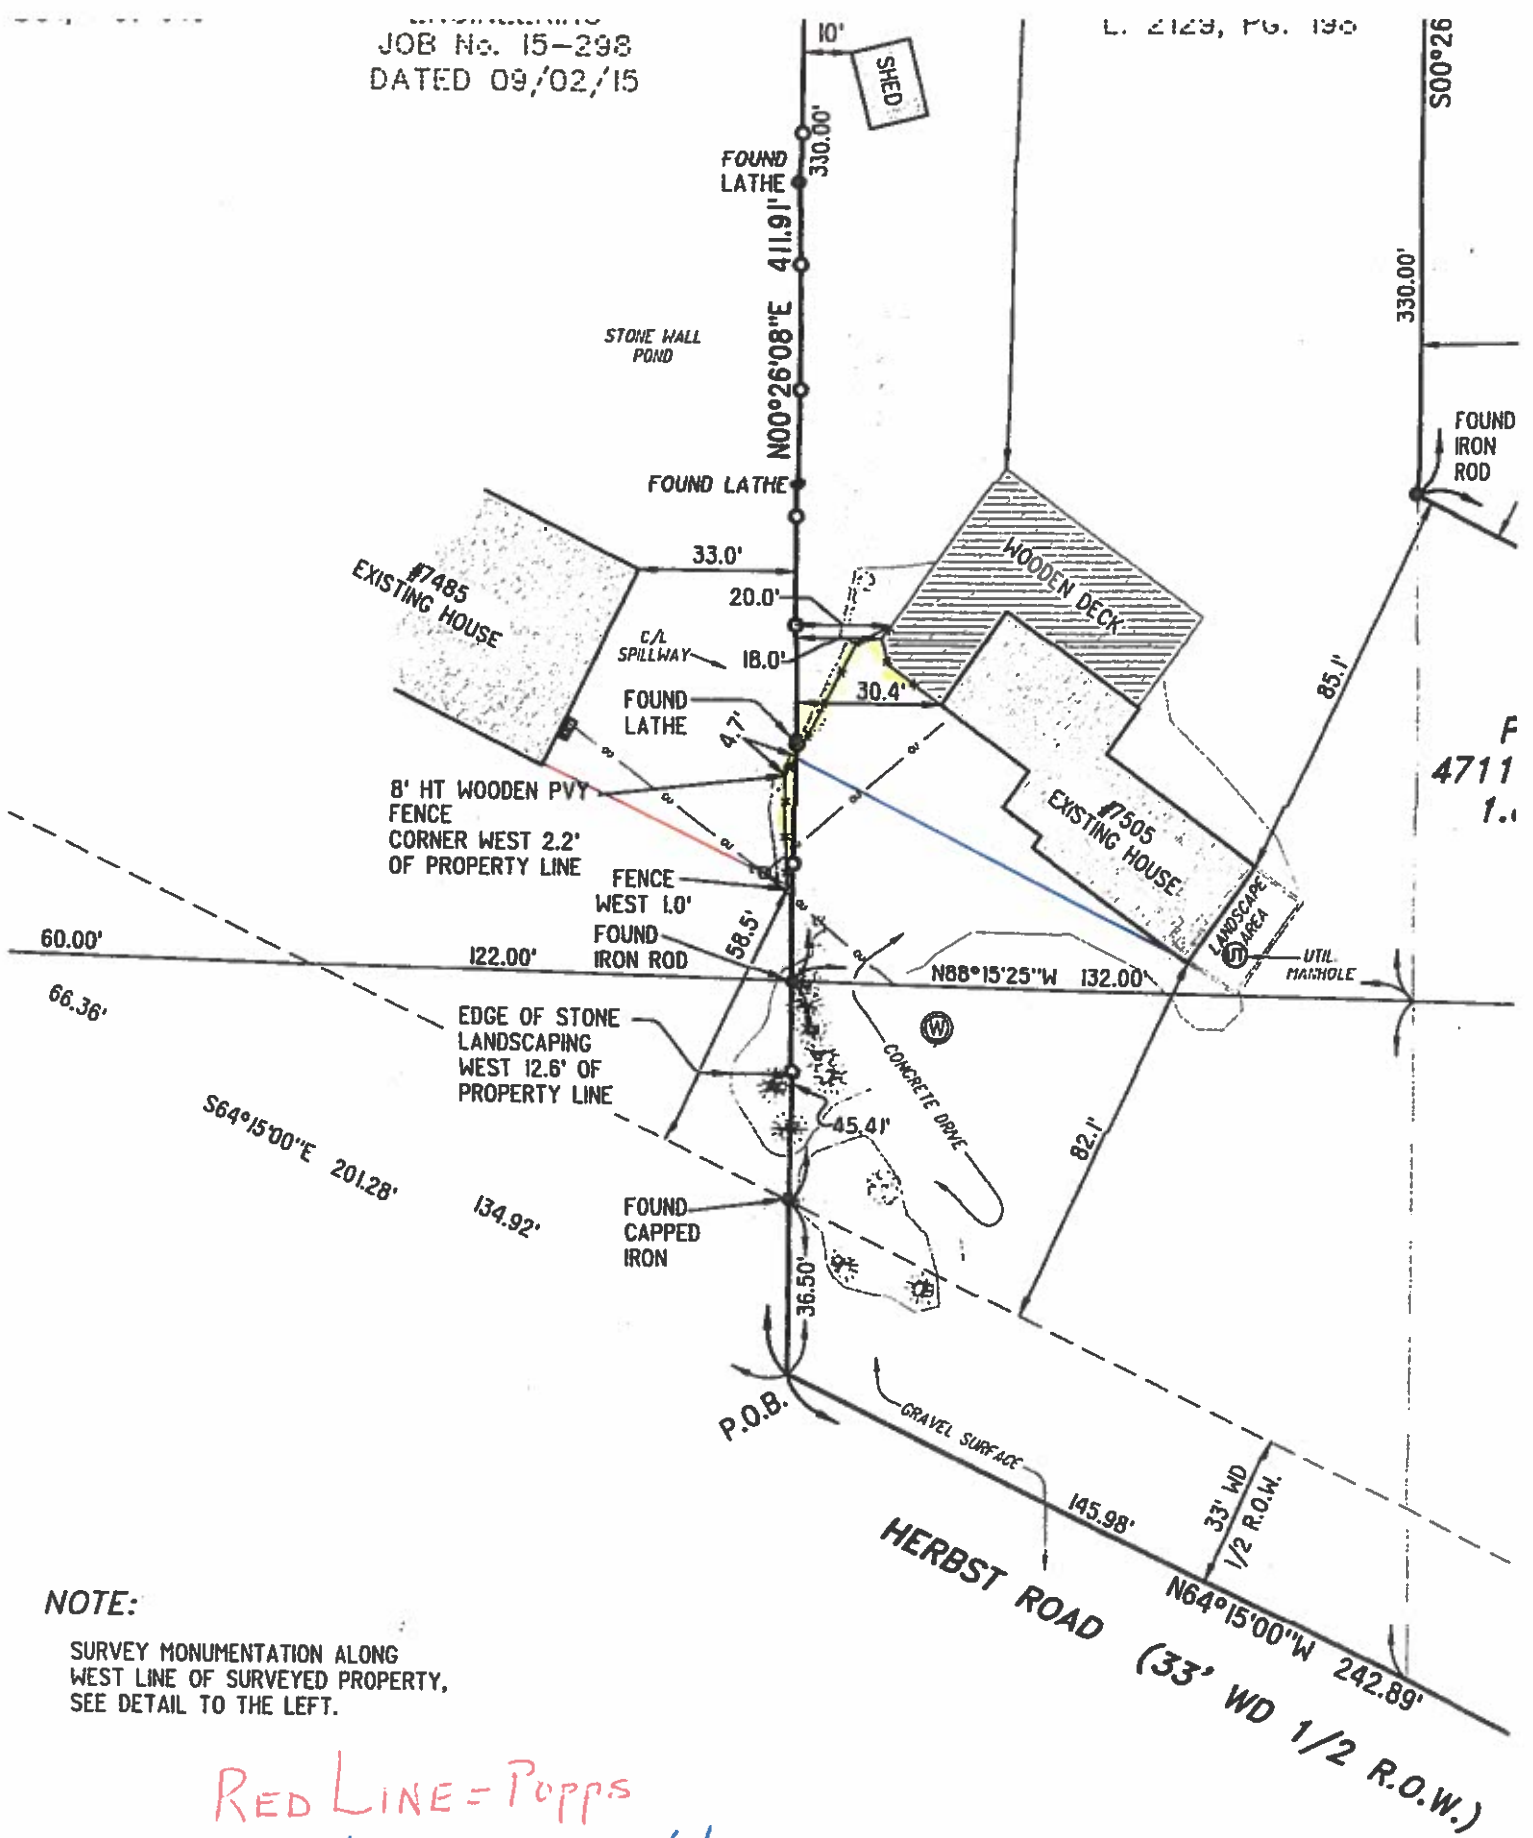 JOB No. 15-298
DATED 09/02/15
10'
SHED
L. 2129, PG. 198
S00°26
330.00'
FOUND
LATHE
N00°26'08"E 411.91'
330.00'
STONE WALL
POND
FOUND LATHE
FOUND
IRON
ROD
33.0'
#7485
EXISTING HOUSE
20.0'
WOODEN DECK
C/L
SPILLWAY
18.0'
30.4'
85.1'
FOUND
LATHE
4.7'
4711
8' HT WOODEN PVY
FENCE
CORNER WEST 2.2'
OF PROPERTY LINE
#7505
EXISTING HOUSE
FENCE
WEST 1.0'
58.5'
LANDSCAPE
AREA
FOUND
IRON ROD
60.00'
122.00'
N88°15'25"W 132.00'
UT
UTIL.
MANHOLE
66.36'
EDGE OF STONE
LANDSCAPING
WEST 12.6' OF
PROPERTY LINE
W
CONCRETE DRIVE
45.41'
82.1'
S64°15'00"E 201.28'
134.92'
FOUND
CAPPED
IRON
36.50'
P.O.B.
GRAVEL SURFACE
145.98'
33' WD
1/2 R.O.W.
HERBST ROAD (33' WD 1/2 R.O.W.)
N64°15'00"W 242.89'
NOTE:
SURVEY MONUMENTATION ALONG
WEST LINE OF SURVEYED PROPERTY,
SEE DETAIL TO THE LEFT.
RED LINE = Popps